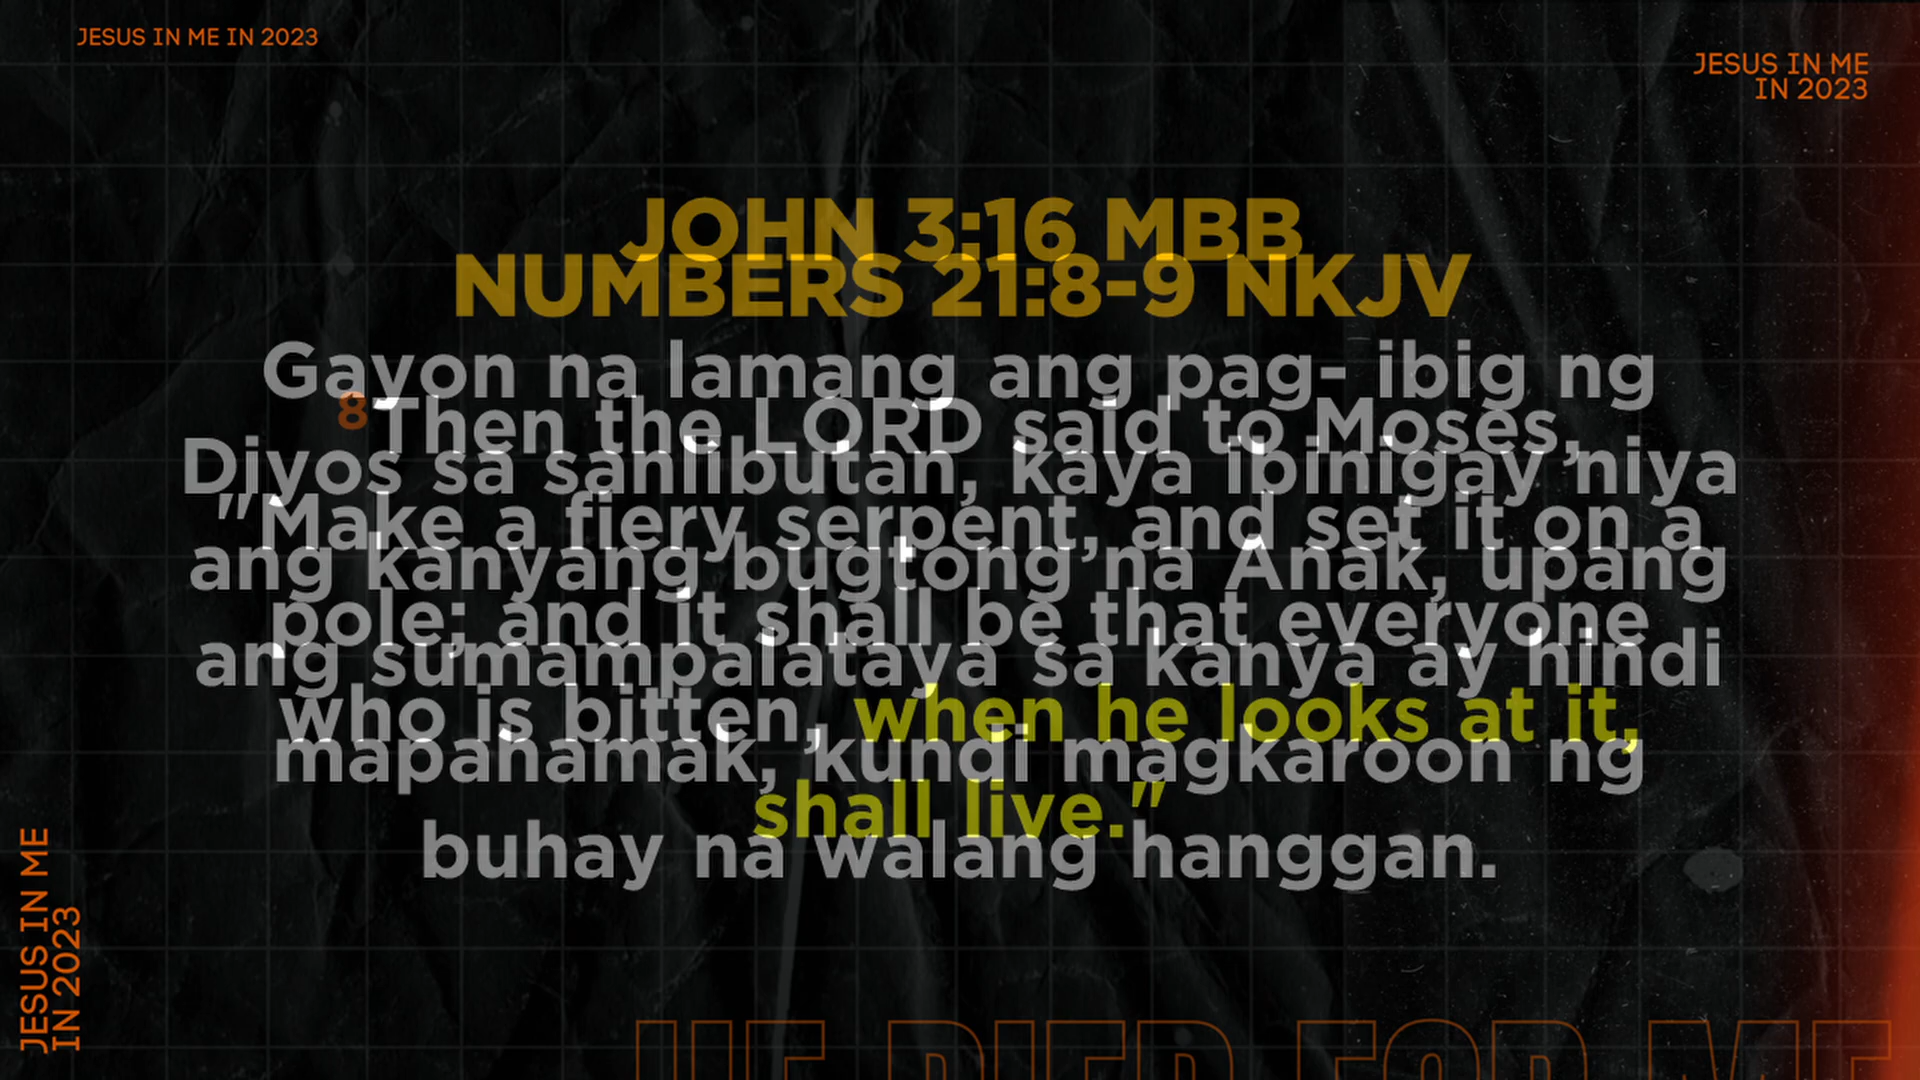 JESUS IN ME IN 2023
JESUS IN ME
IN 2023
JOHN 3:16 MBB
NUMBERS 21:8-9 NKJV
Gayon na lamang ang pag- ibig ng
8 Then the LORD said to Moses,
Diyos sa sanlibutan, kaya ibinigay niya
"Make a fiery serpent, and set it on a
ang kanyang bugtong na Anak, upang
pole; and it shall be that everyone
ang sumampalataya sa kanya ay hindi
who is bitten, when he looks at it,
mapahamak, kundi magkaroon ng
shall live."
buhay na walang hanggan.
JESUS IN ME
IN 2023
HE DIED FOR ME